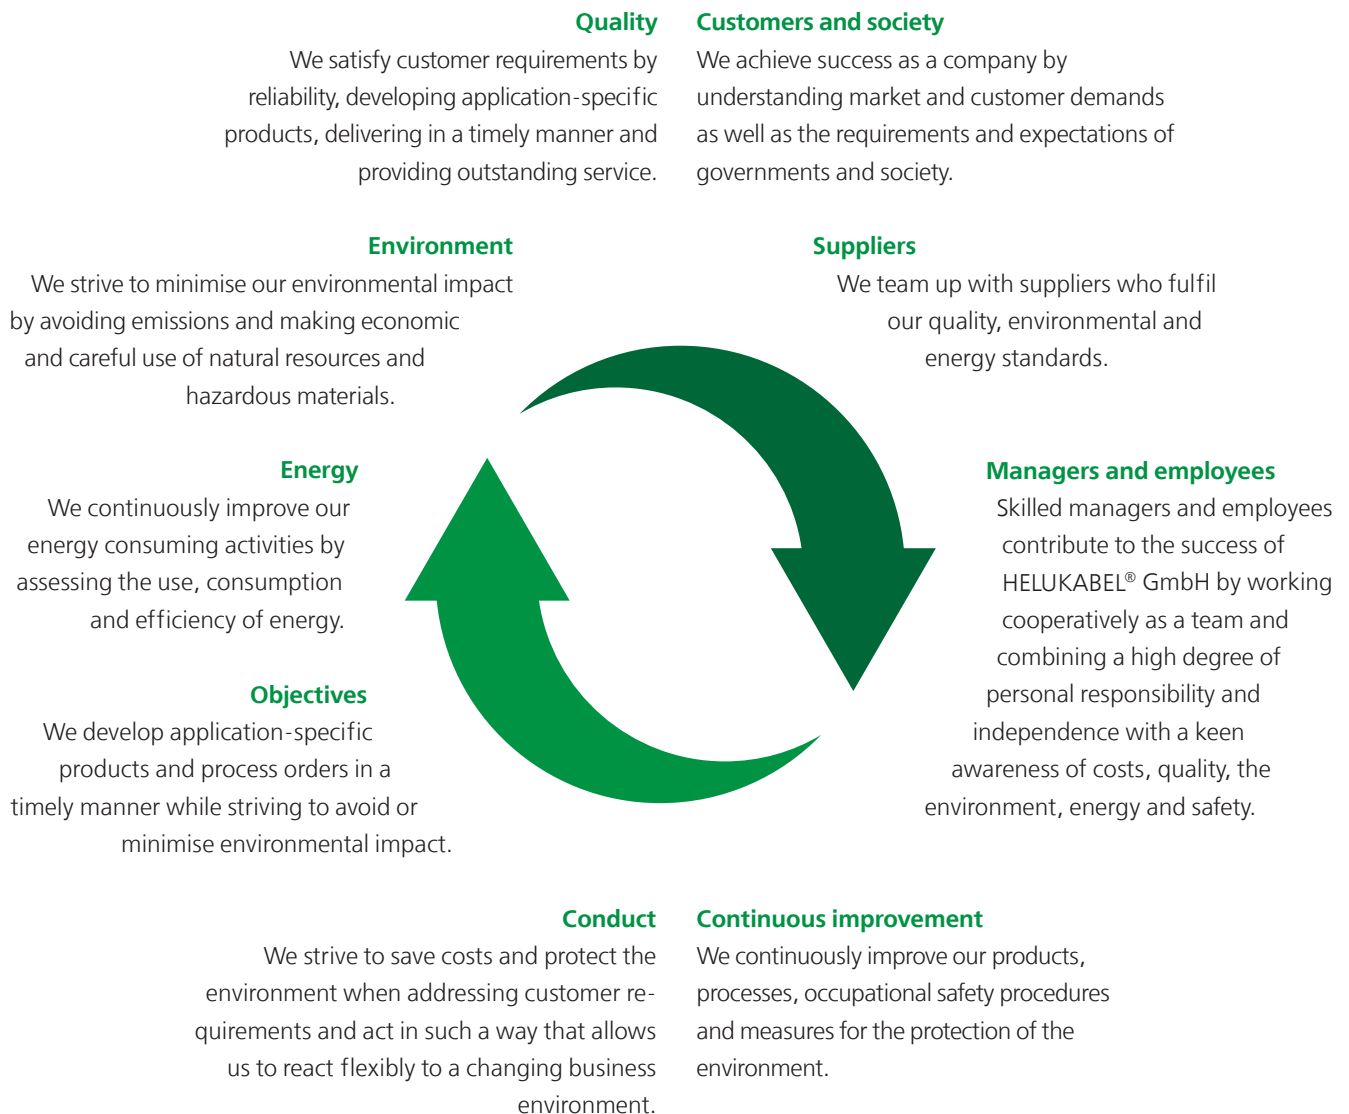 Quality
We satisfy customer requirements by
reliability, developing application-specific
products, delivering in a timely manner and
providing outstanding service.
Customers and society
We achieve success as a company by
understanding market and customer demands
as well as the requirements and expectations of
governments and society.
Environment
We strive to minimise our environmental impact
by avoiding emissions and making economic
and careful use of natural resources and
hazardous materials.
Suppliers
We team up with suppliers who fulfil
our quality, environmental and
energy standards.
Energy
We continuously improve our
energy consuming activities by
assessing the use, consumption
and efficiency of energy.
Managers and employees
Skilled managers and employees
contribute to the success of
HELUKABEL® GmbH by working
cooperatively as a team and
combining a high degree of
personal responsibility and
independence with a keen
awareness of costs, quality, the
environment, energy and safety.
Objectives
We develop application-specific
products and process orders in a
timely manner while striving to avoid or
minimise environmental impact.
Conduct
We strive to save costs and protect the
environment when addressing customer re-
quirements and act in such a way that allows
us to react flexibly to a changing business
environment.
Continuous improvement
We continuously improve our products,
processes, occupational safety procedures
and measures for the protection of the
environment.